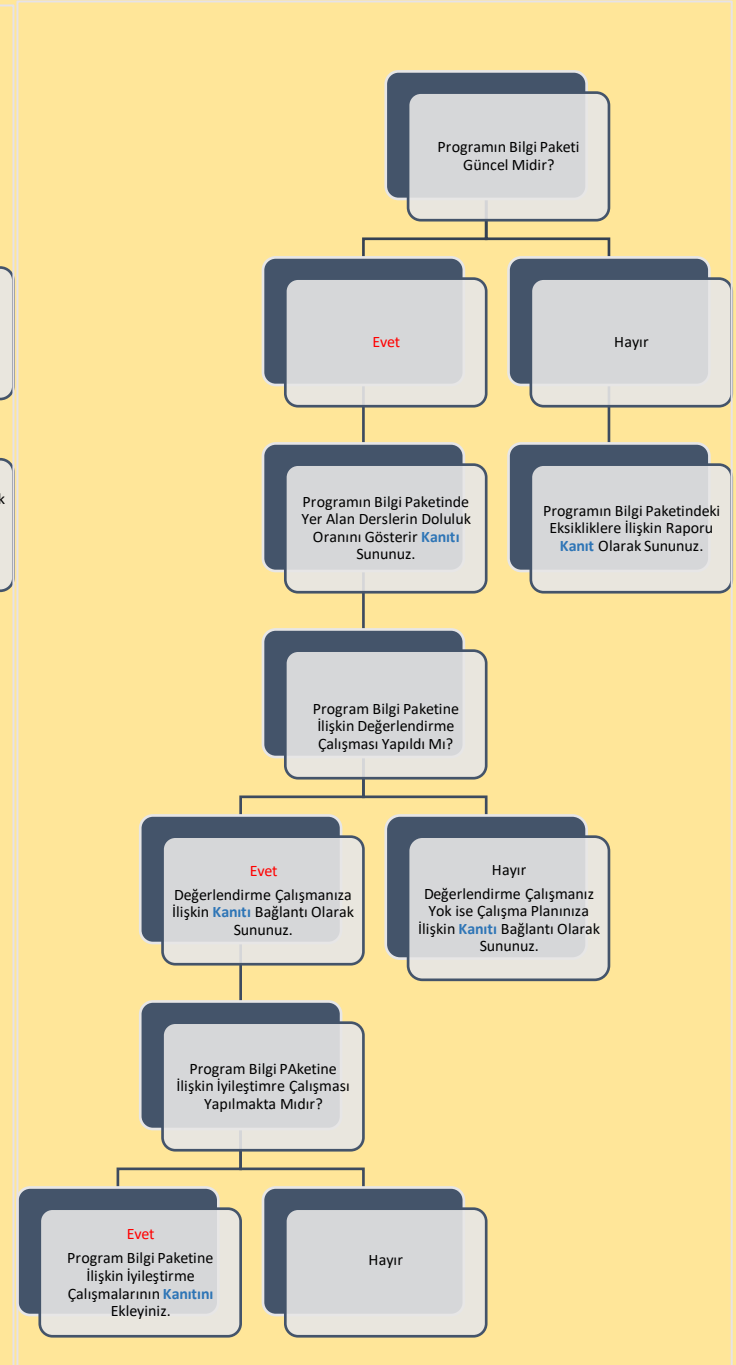 Programın Bilgi Paketi
Güncel Midir?
Evet
Hayır
Programın Bilgi Paketinde
Yer Alan Derslerin Doluluk
Oranını Gösterir Kanıtı
Sununuz.
Programın Bilgi Paketindeki
Eksikliklere İlişkin Raporu
Kanıt Olarak Sununuz.
k
Program Bilgi Paketine
İlişkin Değerlendirme
Çalışması Yapıldı Mı?
Evet
Değerlendirme Çalışmanıza
İlişkin Kanıtı Bağlantı Olarak
Sununuz.
Hayır
Değerlendirme Çalışmanız
Yok ise Çalışma Planınıza
İlişkin Kanıtı Bağlantı Olarak
Sununuz.
Program Bilgi PAketine
İlişkin İyileştimre Çalışması
Yapılmakta Mıdır?
Evet
Program Bilgi Paketine
İlişkin İyileştirme
Çalışmalarının Kanıtını
Ekleyiniz.
Hayır